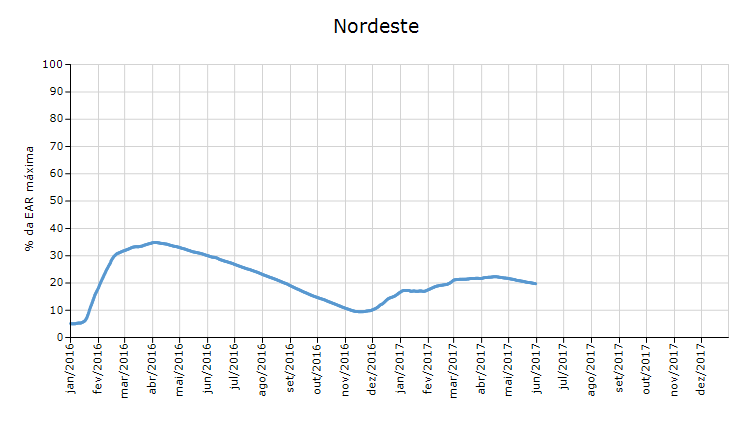 Nordeste
% da EAR máxima
100
90
80
70
60
50
40
30
20
10
0
jan/2016
fev/2016
mar/2016
abr/2016
mai/2016
jun/2016
jul/2016
ago/2016
set/2016
out/2016
nov/2016
dez/2016
jan/2017
fev/2017
mar/2017
abr/2017
mai/2017
jun/2017
jul/2017
ago/2017
set/2017
out/2017
nov/2017
dez/2017